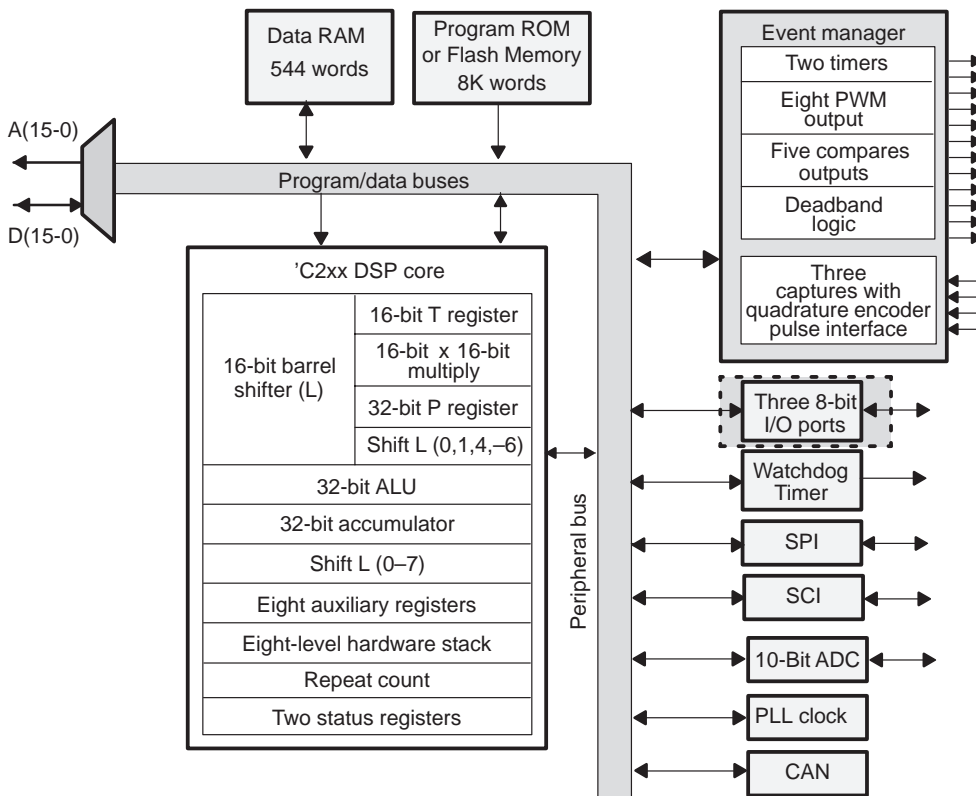 Data RAM
544 words
Program ROM
or Flash Memory
8K words
Event manager
Two timers
Eight PWM
output
Five compares
outputs
Deadband
logic
Three
captures with
quadrature encoder
pulse interface
A(15-0)
D(15-0)
Program/data buses
’C2xx DSP core
16-bit barrel
shifter (L)
16-bit T register
16-bit x 16-bit
multiply
32-bit P register
Shift L (0,1,4,–6)
32-bit ALU
32-bit accumulator
Shift L (0–7)
Eight auxiliary registers
Eight-level hardware stack
Repeat count
Two status registers
Peripheral bus
Three 8-bit
I/O ports
Watchdog
Timer
SPI
SCI
10-Bit ADC
PLL clock
CAN